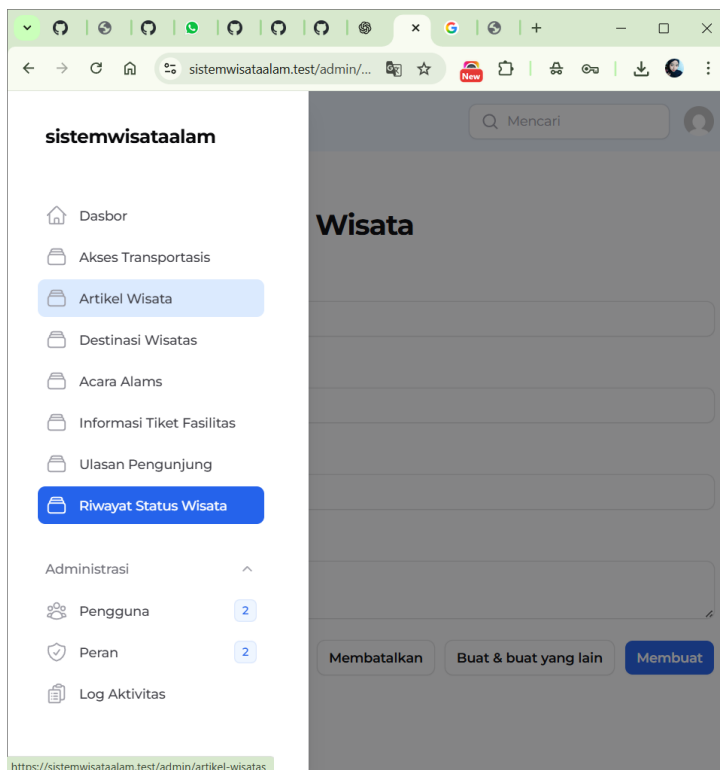 sistemwisataalam.test/admin/...
New
sistemwisataalam
Mencari
Dasbor
Wisata
Akses Transportasis
Artikel Wisata
Destinasi Wisatas
Acara Alams
Informasi Tiket Fasilitas
Ulasan Pengunjung
Riwayat Status Wisata
Administrasi
Pengguna 2
Peran 2
Membatalkan Buat & buat yang lain Membuat
Log Aktivitas
https://sistemwisataalam.test/admin/artikel-wisatas